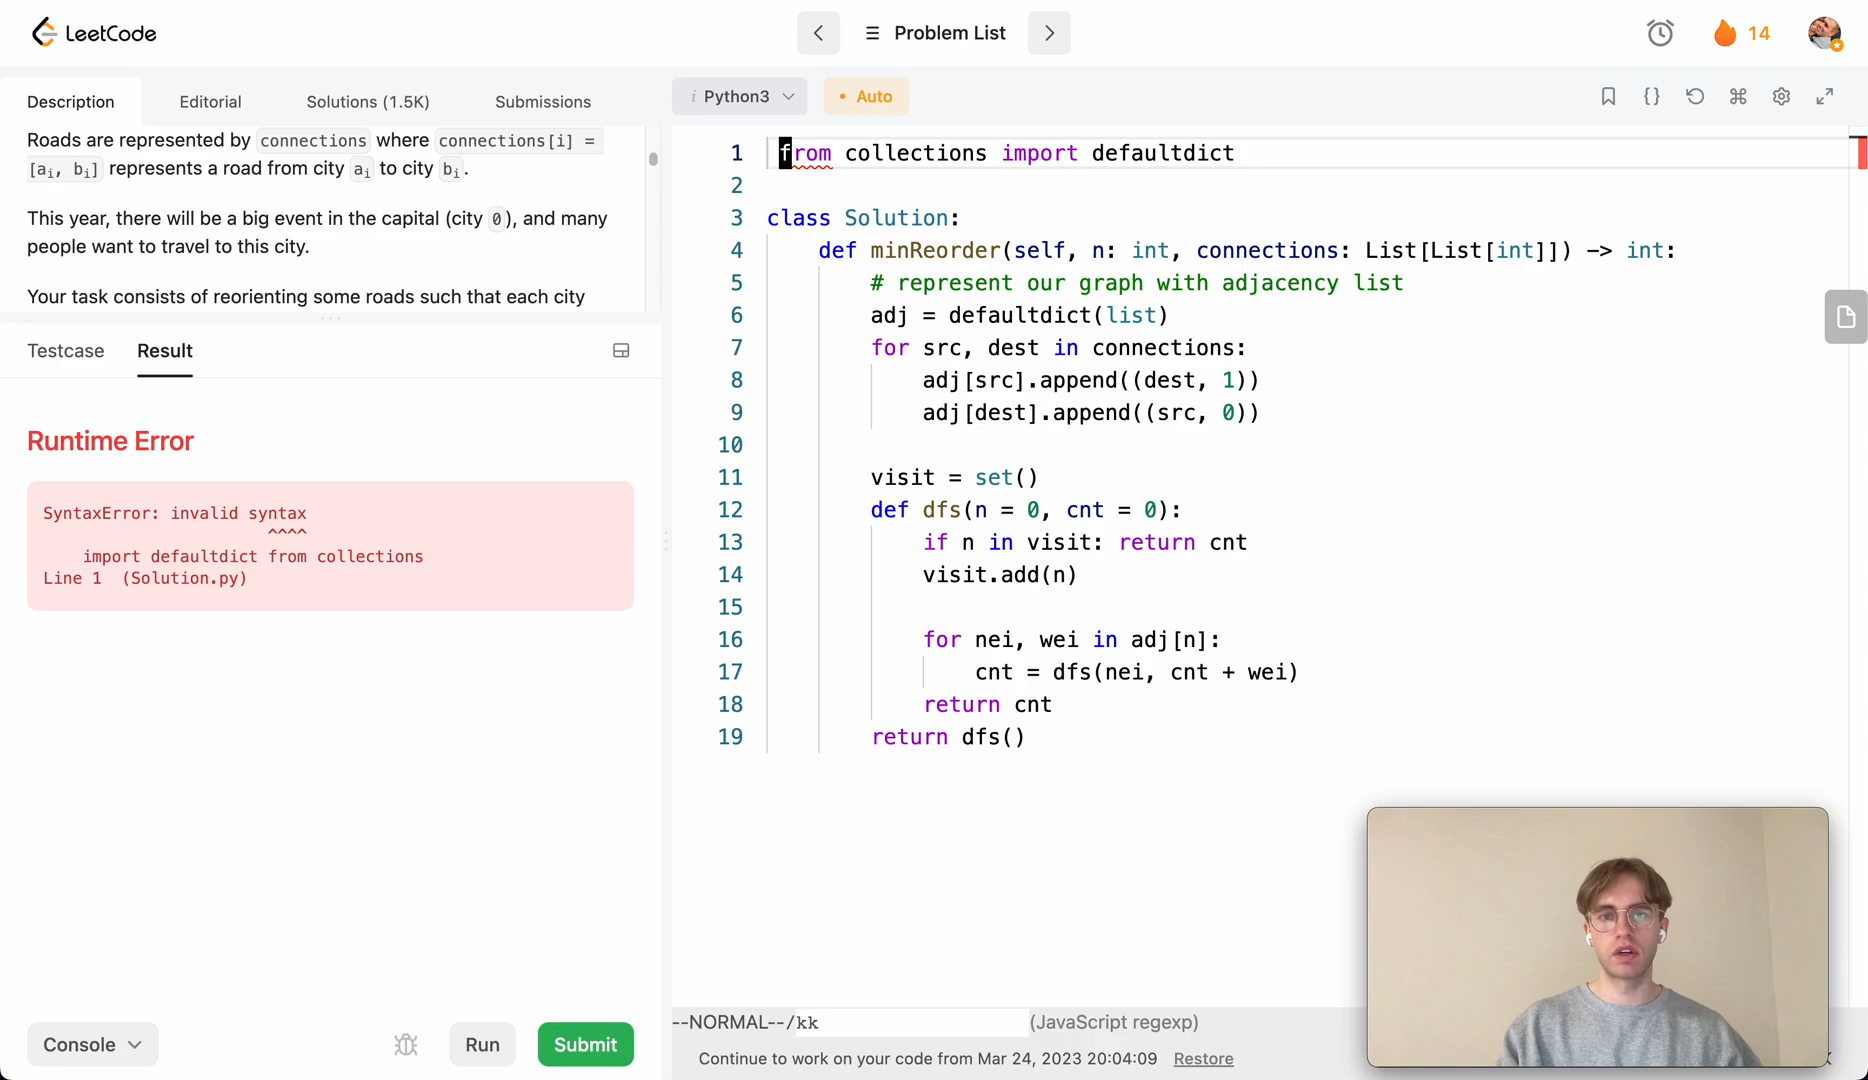 LeetCode
Problem List
14
Description
Editorial
Solutions (1.5K)
Submissions
Roads are represented by connections where connections[i] =
[ai, bi] represents a road from city ai to city bi.
This year, there will be a big event in the capital (city 0), and many
people want to travel to this city.
Your task consists of reorienting some roads such that each city
Testcase
Result
Runtime Error
SyntaxError: invalid syntax
^^^^
import defaultdict from collections
Line 1 (Solution.py)
Console
Run
Submit
i Python3
• Auto
{}
1 from collections import defaultdict
2
3 class Solution:
4 def minReorder(self, n: int, connections: List[List[int]]) -> int:
5 # represent our graph with adjacency list
6 adj = defaultdict(list)
7 for src, dest in connections:
8 adj[src].append((dest, 1))
9 adj[dest].append((src, 0))
10
11 visit = set()
12 def dfs(n = 0, cnt = 0):
13 if n in visit: return cnt
14 visit.add(n)
15
16 for nei, wei in adj[n]:
17 cnt = dfs(nei, cnt + wei)
18 return cnt
19 return dfs()
--NORMAL--/kk (JavaScript regexp)
Continue to work on your code from Mar 24, 2023 20:04:09 Restore